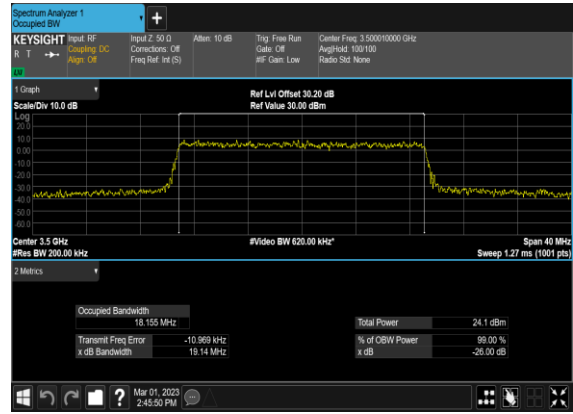 Spectrum Analyzer 1
Occupied BW
KEYSIGHT Input: RF Input Z: 50 Ω Atten: 10 dB Trig: Free Run Center Freq: 3.500010000 GHz
R T Coupling: DC Corrections: Off Gate: Off Avg|Hold: 100/100
Align: Off Freq Ref: Int (S) #IF Gain: Low Radio Std: None
1 Graph
Ref Lvl Offset 30.20 dB
Scale/Div 10.0 dB Ref Value 30.00 dBm
Log
20.0
10.0
0.00
-10.0
-20.0
-30.0
-40.0
-50.0
-60.0
Center 3.5 GHz #Video BW 620.00 kHz* Span 40 MHz
#Res BW 200.00 kHz Sweep 1.27 ms (1001 pts)
2 Metrics
Occupied Bandwidth
18.155 MHz Total Power 24.1 dBm
Transmit Freq Error -10.969 kHz % of OBW Power 99.00 %
x dB Bandwidth 19.14 MHz x dB -26.00 dB
? Mar 01, 2023
2:45:50 PM